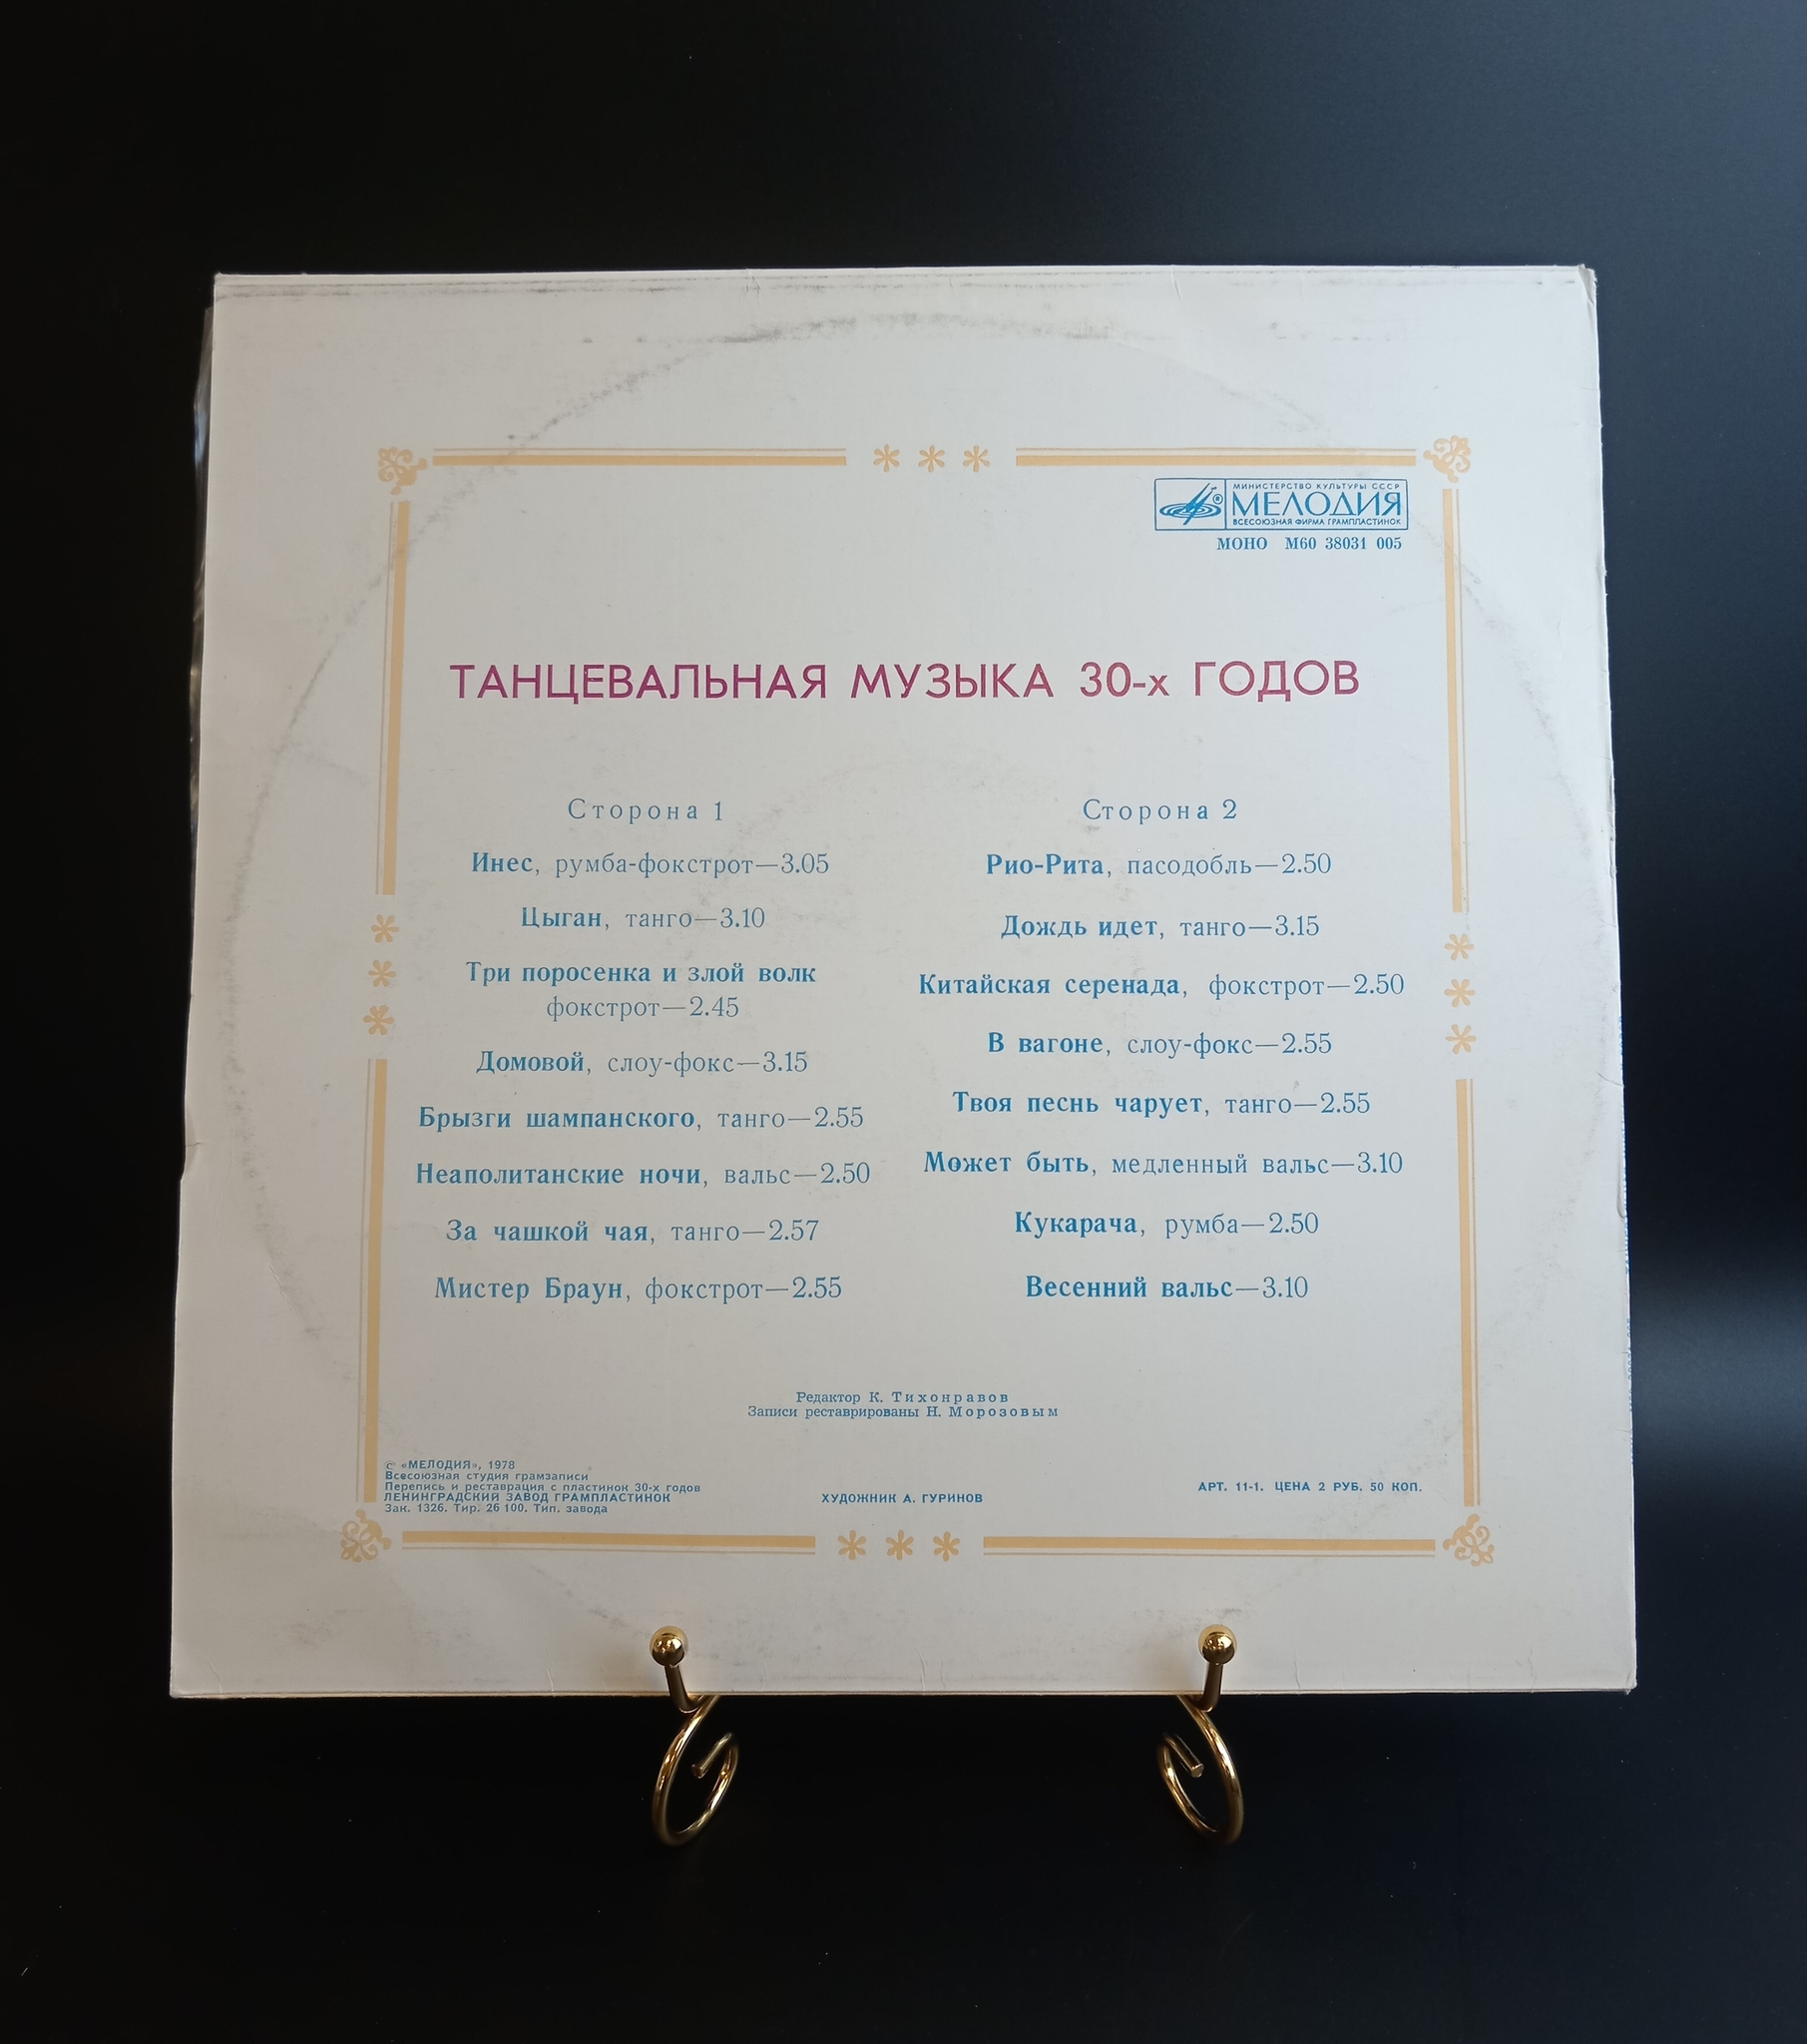 МИНИСТЕРСТВО КУЛЬТУРЫ СССР
МЕЛОДИЯ
ВСЕСОЮЗНАЯ ФИРМА ГРАМПЛАСТИНОК
МОНО М60 38031 005
ТАНЦЕВАЛЬНАЯ МУЗЫКА 30-х ГОДОВ
Сторона 1
Инес, румба-фокстрот—3.05
Цыган, танго—3.10
Три поросенка и злой волк
фокстрот—2.45
Домовой, слоу-фокс—3.15
Брызги шампанского, танго—2.55
Неаполитанские ночи, вальс—2.50
За чашкой чая, танго—2.57
Мистер Браун, фокстрот—2.55
Сторона 2
Рио-Рита, пасодобль—2.50
Дождь идет, танго—3.15
Китайская серенада, фокстрот—2.50
В вагоне, слоу-фокс—2.55
Твоя песнь чарует, танго—2.55
Может быть, медленный вальс—3.10
Кукарача, румба—2.50
Весенний вальс—3.10
Редактор К. Тихонравов
Записи реставрированы Н. Морозовым
© «МЕЛОДИЯ», 1978
Всесоюзная студия грамзаписи
Перепись и реставрация с пластинок 30-х годов
ЛЕНИНГРАДСКИЙ ЗАВОД ГРАМПЛАСТИНОК
Зак. 1326. Тир. 26 100. Тип. завода
ХУДОЖНИК А. ГУРИНОВ
АРТ. 11-1. ЦЕНА 2 РУБ. 50 КОП.